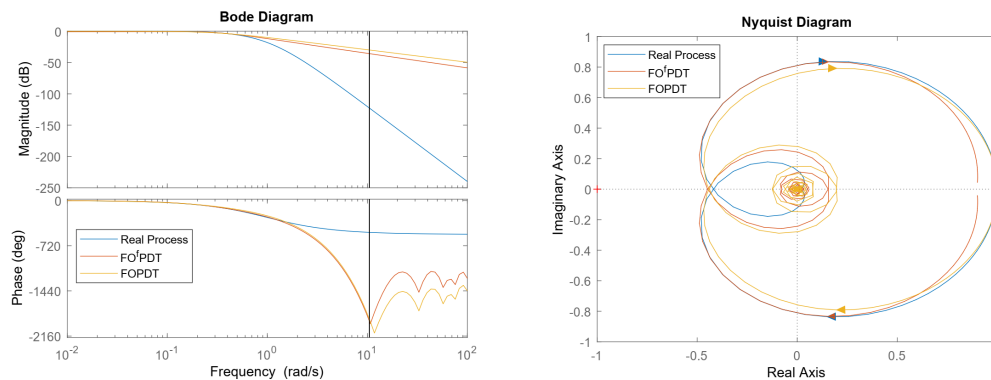 Bode Diagram
0
-50
-100
-150
-200
-250
Magnitude (dB)
0
-720
-1440
-2160
Phase (deg)
Real Process
FOᶠPDT
FOPDT
10⁻²
10⁻¹
10⁰
10¹
10²
Frequency (rad/s)
Nyquist Diagram
1
0.8
0.6
0.4
0.2
0
-0.2
-0.4
-0.6
-0.8
-1
Imaginary Axis
Real Process
FOᶠPDT
FOPDT
-1
-0.5
0
0.5
Real Axis